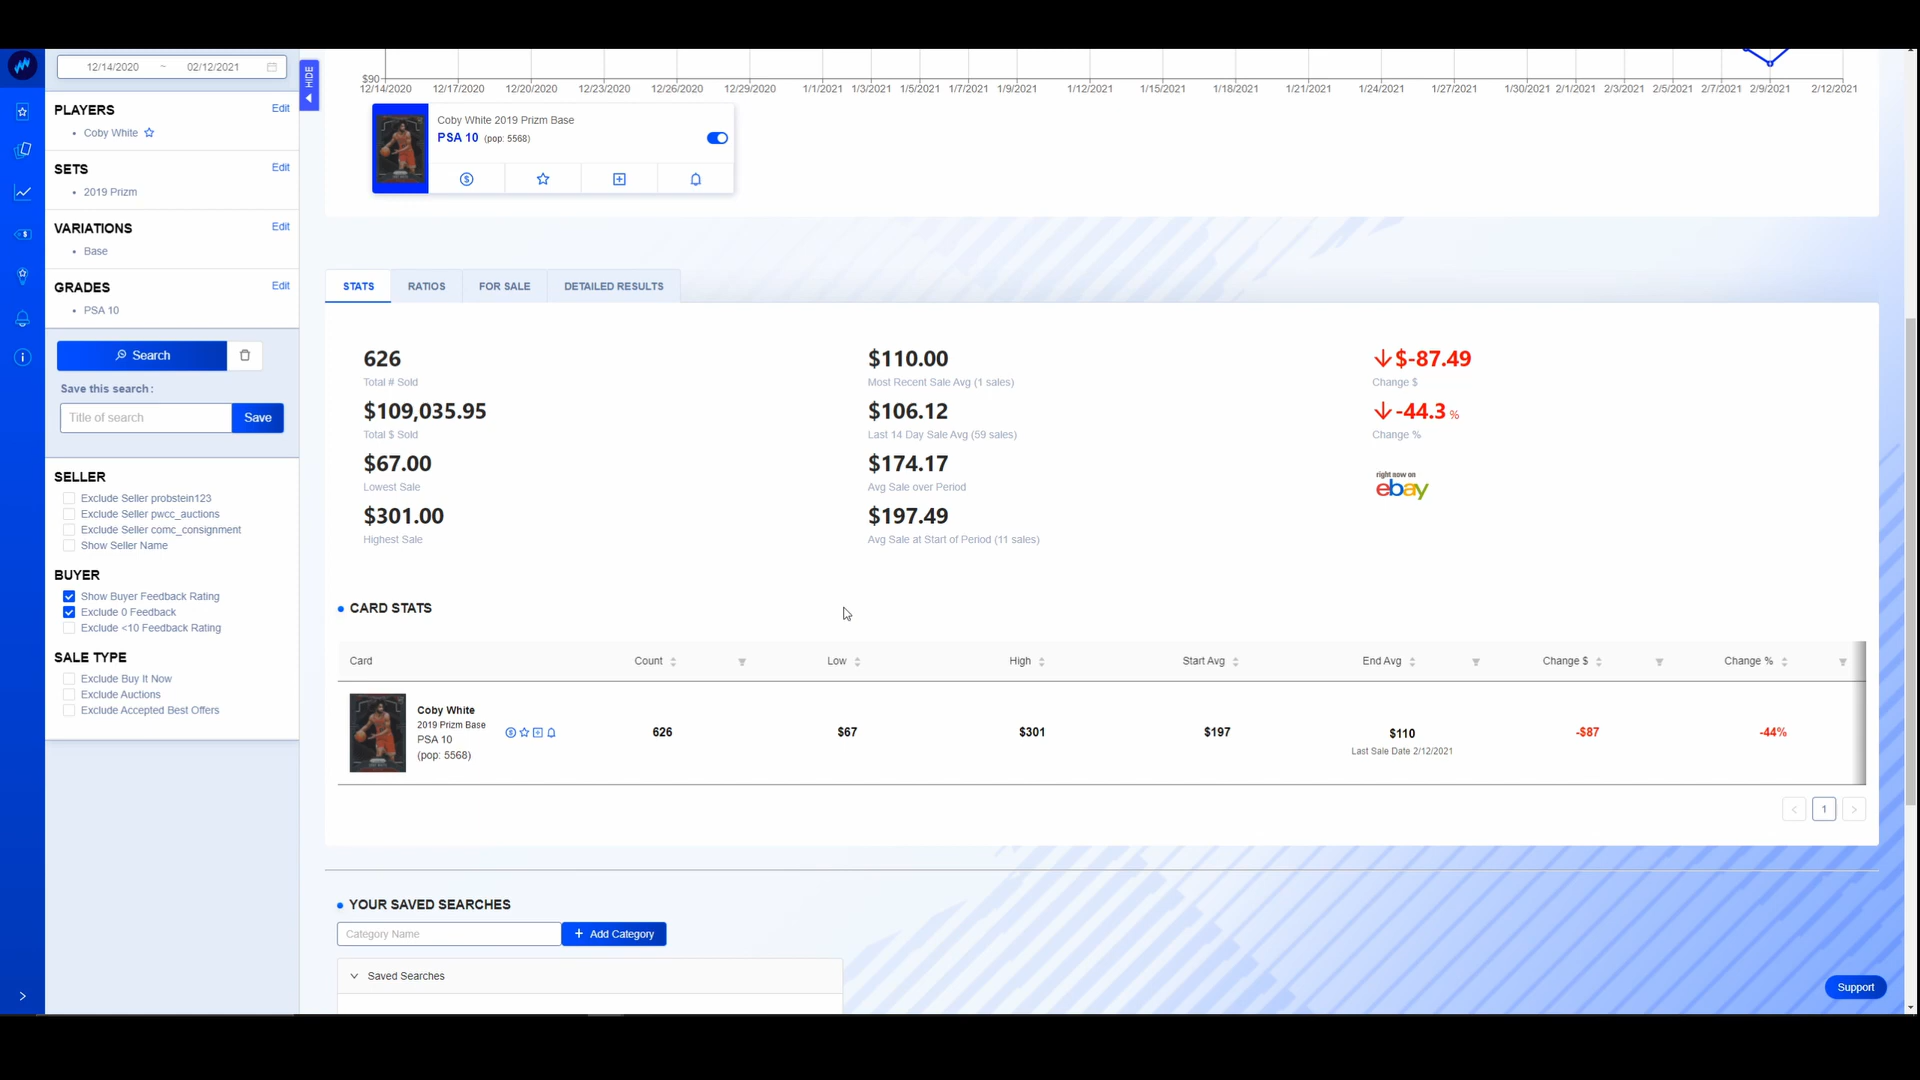 12/14/2020 ~ 02/12/2021
HIDE
PLAYERS Edit
Coby White
SETS Edit
2019 Prizm
VARIATIONS Edit
Base
GRADES Edit
PSA 10
Search
Save this search:
Title of search Save
SELLER
Exclude Seller probstein123
Exclude Seller pwcc_auctions
Exclude Seller comc_consignment
Show Seller Name
BUYER
Show Buyer Feedback Rating
Exclude 0 Feedback
Exclude <10 Feedback Rating
SALE TYPE
Exclude Buy It Now
Exclude Auctions
Exclude Accepted Best Offers
$90
12/14/2020 12/17/2020 12/20/2020 12/23/2020 12/26/2020 12/29/2020 1/1/2021 1/3/2021 1/5/2021 1/7/2021 1/9/2021 1/12/2021 1/15/2021 1/18/2021 1/21/2021 1/24/2021 1/27/2021 1/30/2021 2/1/2021 2/3/2021 2/5/2021 2/7/2021 2/9/2021 2/12/2021
Coby White 2019 Prizm Base
PSA 10 (pop: 5568)
STATS RATIOS FOR SALE DETAILED RESULTS
626
Total # Sold
$109,035.95
Total $ Sold
$67.00
Lowest Sale
$301.00
Highest Sale
$110.00
Most Recent Sale Avg (1 sales)
$106.12
Last 14 Day Sale Avg (59 sales)
$174.17
Avg Sale over Period
$197.49
Avg Sale at Start of Period (11 sales)
$-87.49
Change $
-44.3 %
Change %
right now on
ebay
CARD STATS
Card Count Low High Start Avg End Avg Change $ Change %
Coby White
2019 Prizm Base
PSA 10
(pop: 5568)
626 $67 $301 $197 $110 -$87 -44%
Last Sale Date 2/12/2021
< 1 >
YOUR SAVED SEARCHES
Category Name + Add Category
Saved Searches
Support